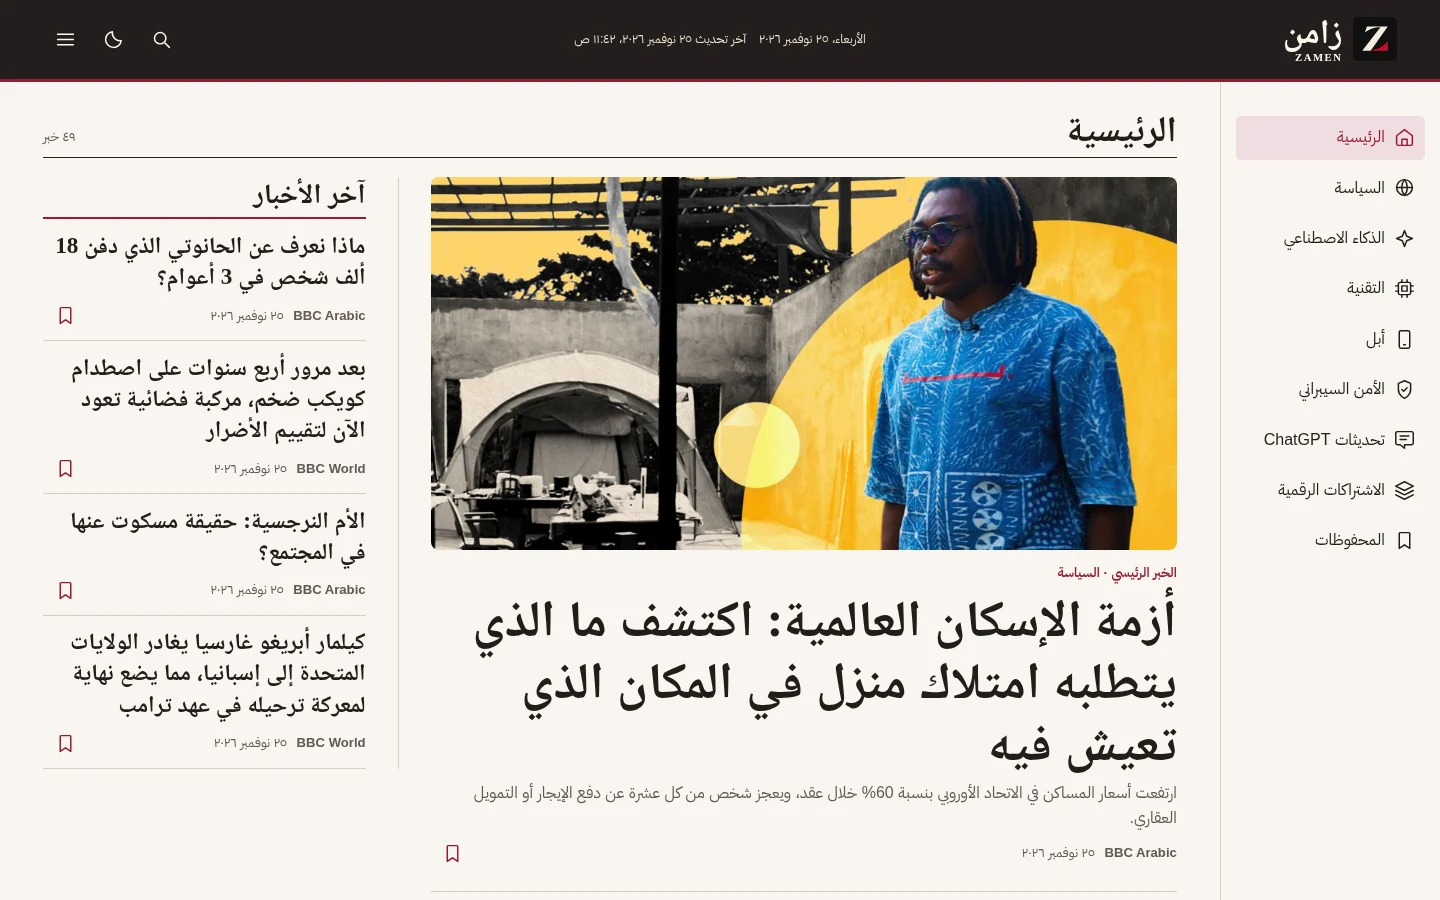 زامن
ZAMEN
الأربعاء، ٢٥ نوفمبر ٢٠٢٦ آخر تحديث ٢٥ نوفمبر ٢٠٢٦، ١١:٤٢ ص
الرئيسية
السياسة
الذكاء الاصطناعي
التقنية
أبل
الأمن السيبراني
تحديثات ChatGPT
الاشتراكات الرقمية
المحفوظات
الرئيسية
٤٩ خبر
الخبر الرئيسي · السياسة
أزمة الإسكان العالمية: اكتشف ما الذي
يتطلبه امتلاك منزل في المكان الذي
تعيش فيه
ارتفعت أسعار المساكن في الاتحاد الأوروبي بنسبة 60% خلال عقد، ويعجز شخص من كل عشرة عن دفع الإيجار أو التمويل
العقاري.
BBC Arabic ٢٥ نوفمبر ٢٠٢٦
آخر الأخبار
ماذا نعرف عن الحانوتي الذي دفن 18
ألف شخص في 3 أعوام؟
BBC Arabic ٢٥ نوفمبر ٢٠٢٦
بعد مرور أربع سنوات على اصطدام
كويكب ضخم، مركبة فضائية تعود
الآن لتقييم الأضرار
BBC World ٢٥ نوفمبر ٢٠٢٦
الأم النرجسية: حقيقة مسكوت عنها
في المجتمع؟
BBC Arabic ٢٥ نوفمبر ٢٠٢٦
كيلمار أبريغو غارسيا يغادر الولايات
المتحدة إلى إسبانيا، مما يضع نهاية
لمعركة ترحيله في عهد ترامب
BBC World ٢٥ نوفمبر ٢٠٢٦